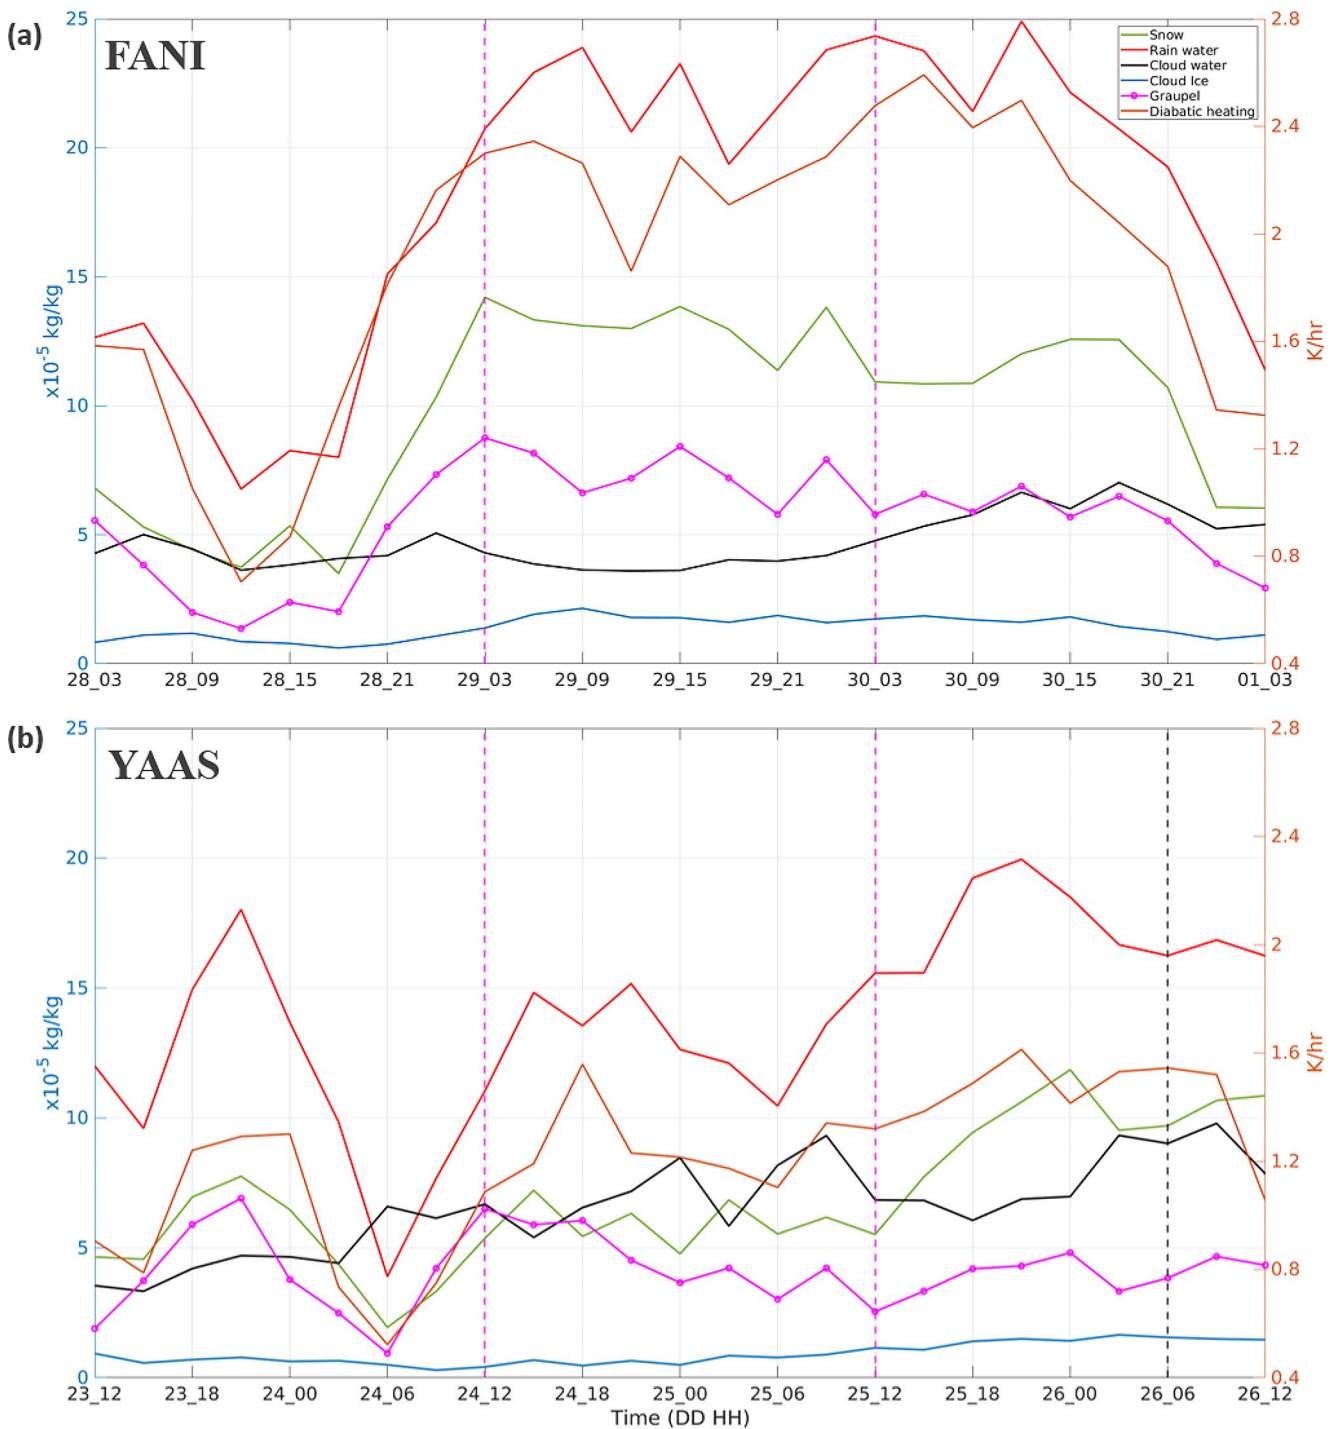 (a)
FANI
25
20
15
10
5
0
x10-5 kg/kg
2.8
2.4
2
1.6
1.2
0.8
0.4
K/hr
Snow
Rain water
Cloud water
Cloud Ice
Graupel
Diabatic heating
28_03 28_09 28_15 28_21 29_03 29_09 29_15 29_21 30_03 30_09 30_15 30_21 01_03
(b)
YAAS
25
20
15
10
5
0
x10-5 kg/kg
2.8
2.4
2
1.6
1.2
0.8
0.4
K/hr
23_12 23_18 24_00 24_06 24_12 24_18 25_00 25_06 25_12 25_18 26_00 26_06 26_12
Time (DD HH)